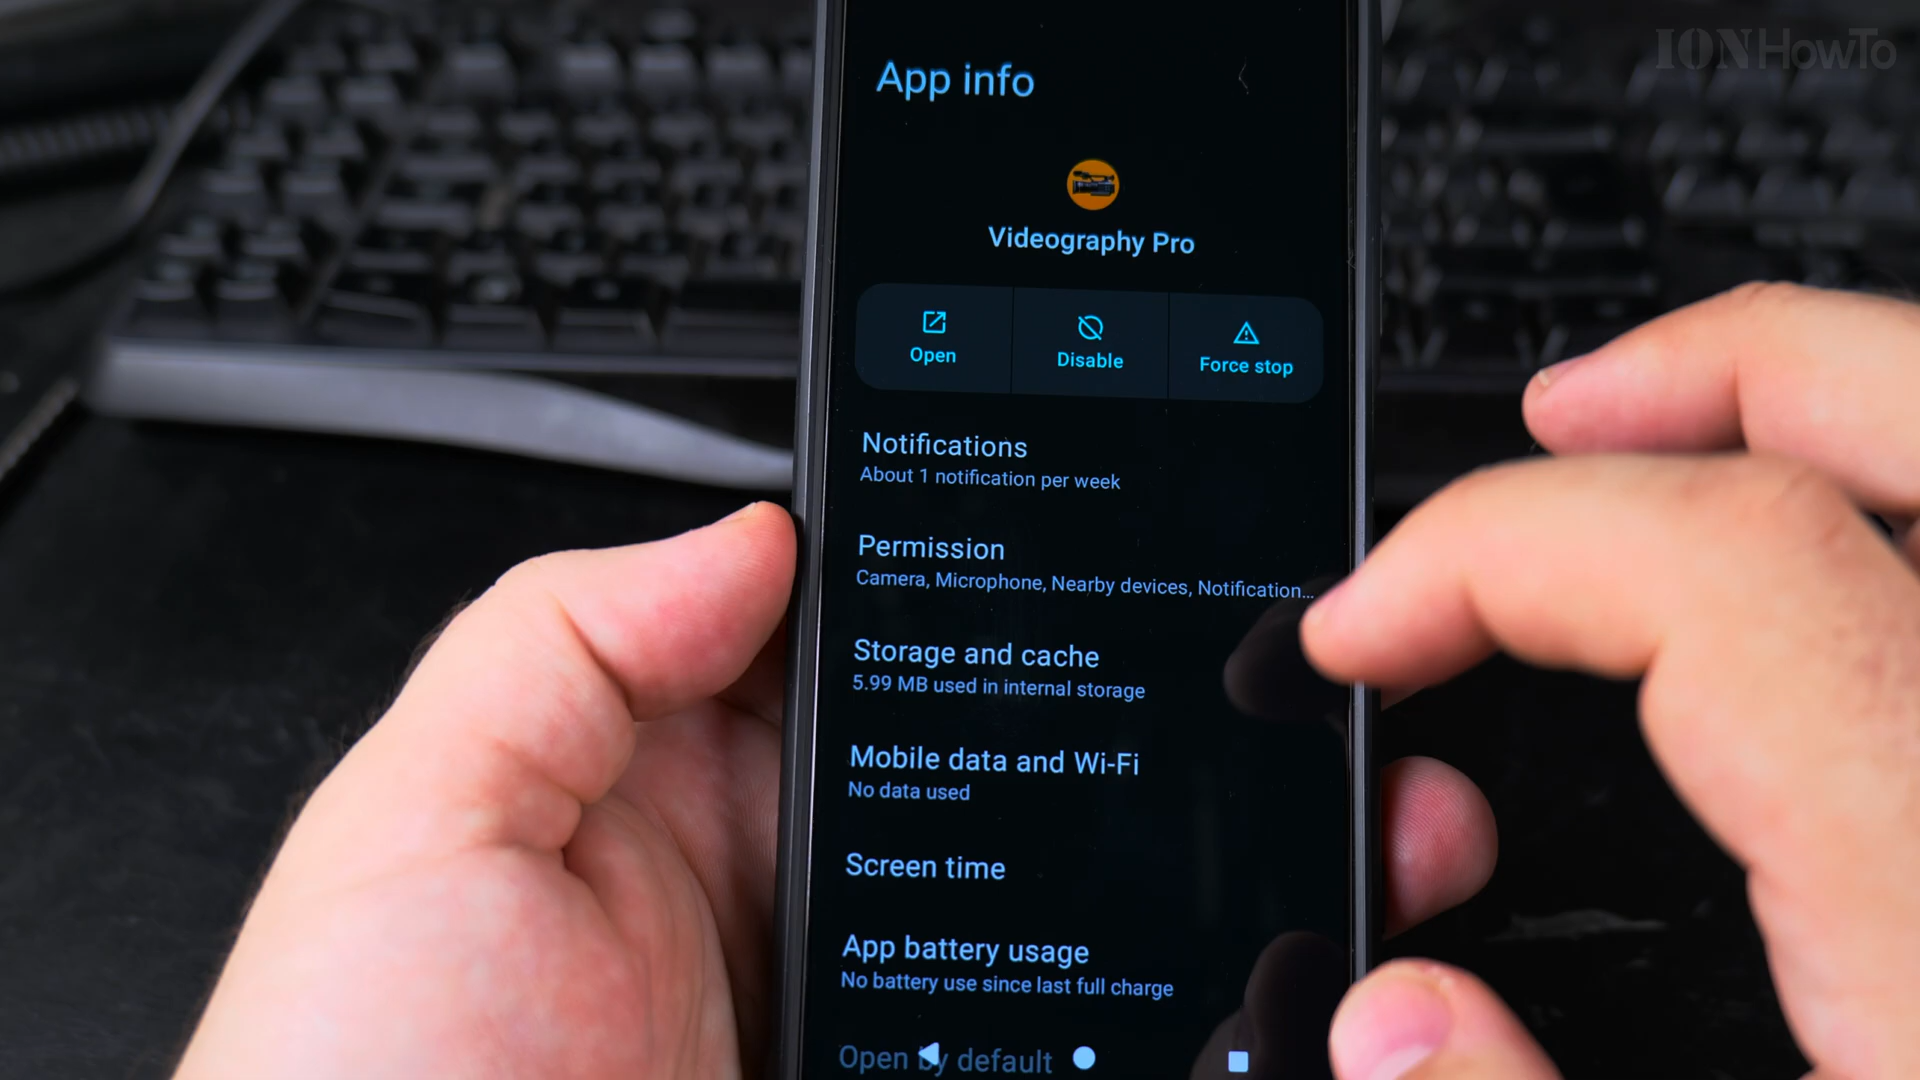 IONHowTo
App info
Videography Pro
Open
Disable
Force stop
Notifications
About 1 notification per week
Permission
Camera, Microphone, Nearby devices, Notification...
Storage and cache
5.99 MB used in internal storage
Mobile data and Wi-Fi
No data used
Screen time
App battery usage
No battery use since last full charge
Open by default